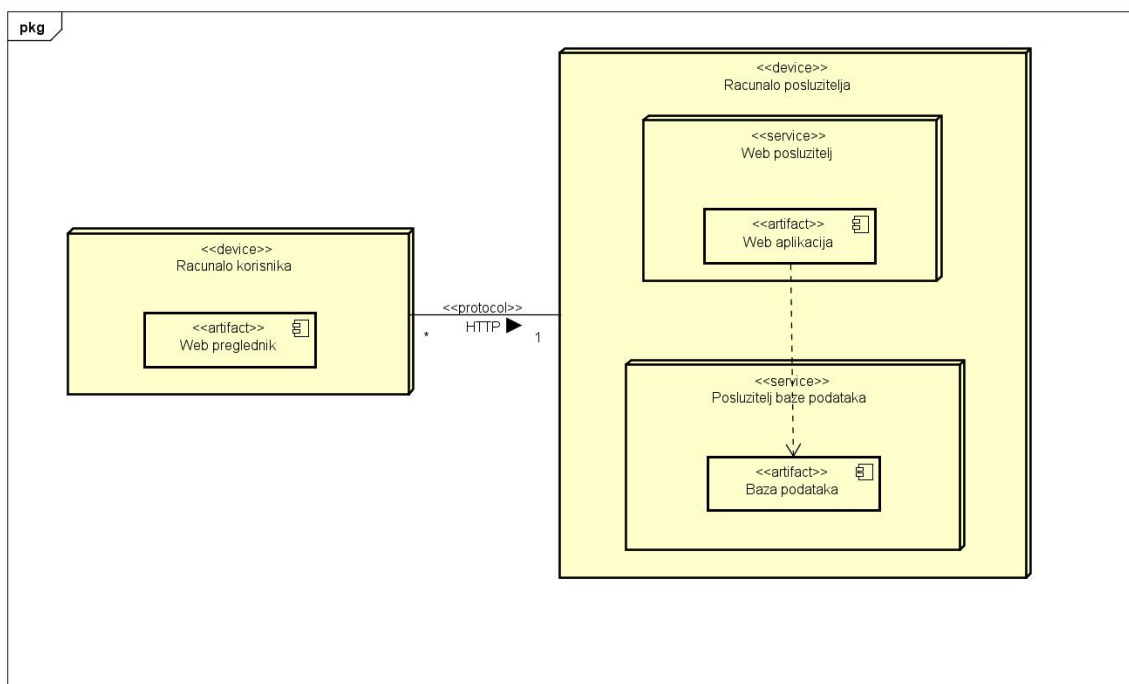 pkg
<<device>>
Racunalo posluzitelja
<<service>>
Web posluzitelj
<<artifact>>
Web aplikacija
<<device>>
Racunalo korisnika
<<artifact>>
Web preglednik
<<protocol>>
HTTP
*
1
<<service>>
Posluzitelj baze podataka
<<artifact>>
Baza podataka